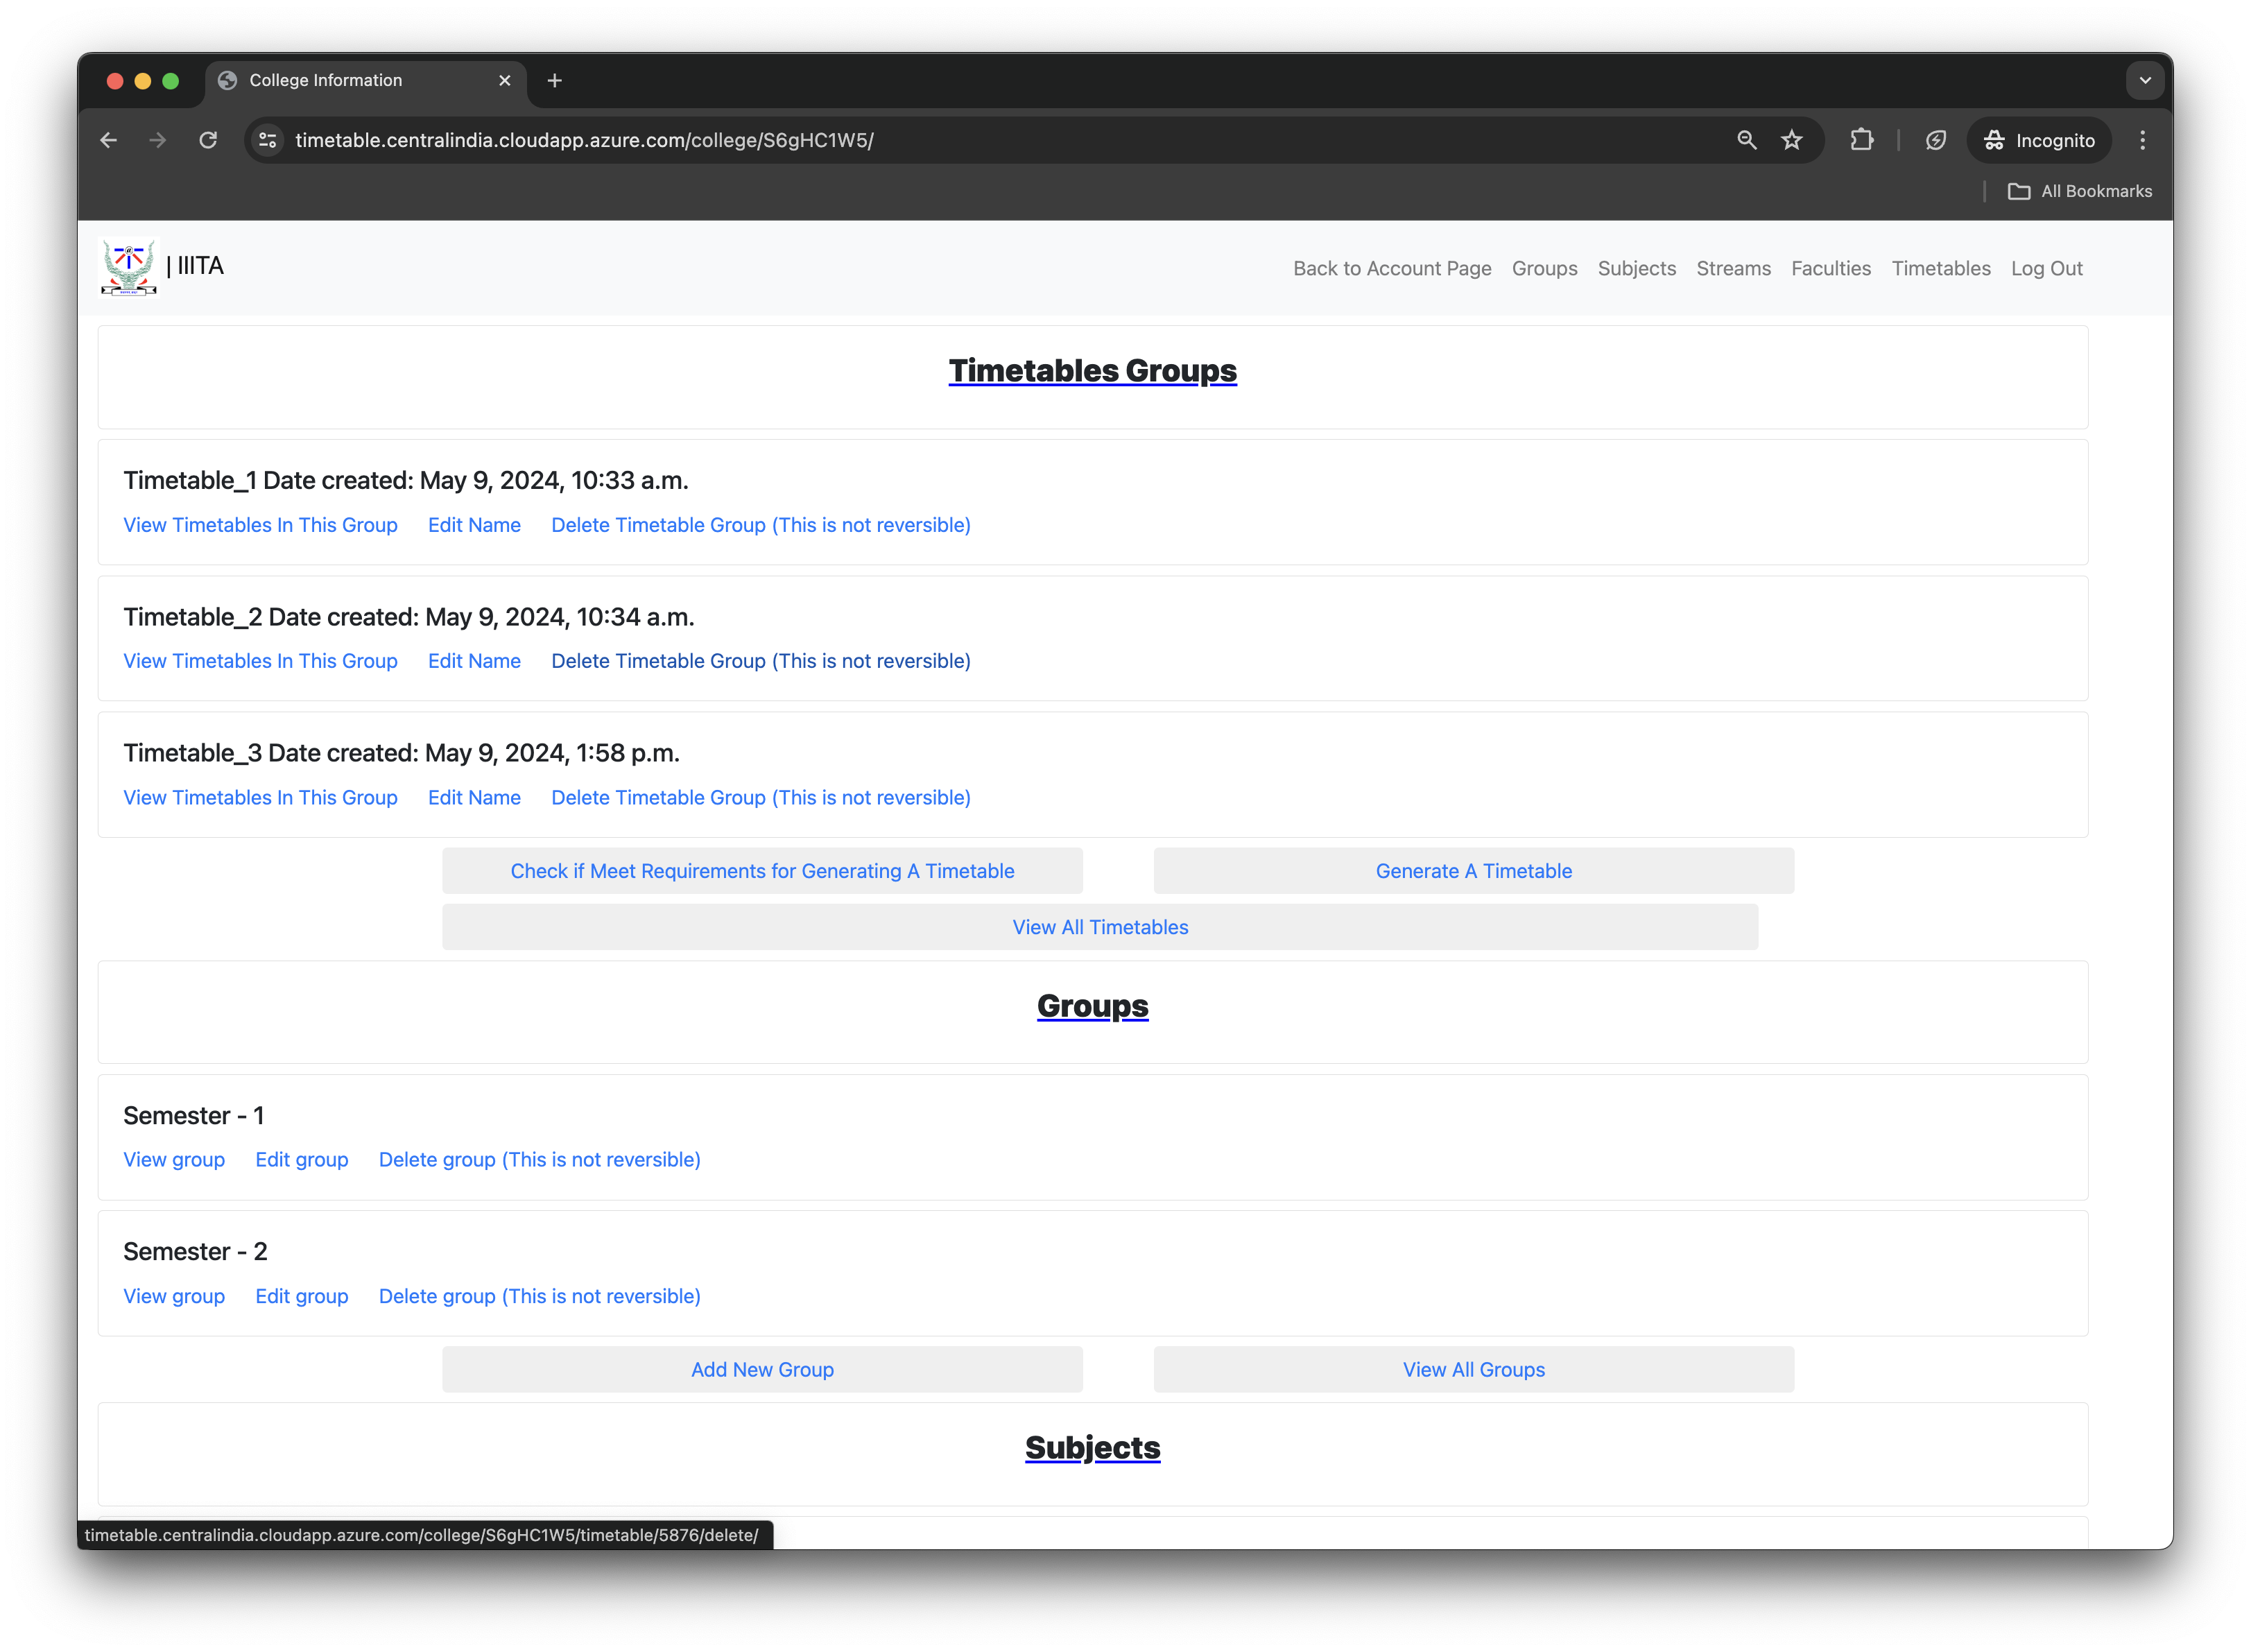 College Information
timetable.centralindia.cloudapp.azure.com/college/S6gHC1W5/
Incognito
All Bookmarks
| IIITA
Back to Account Page Groups Subjects Streams Faculties Timetables Log Out
Timetables Groups
Timetable_1 Date created: May 9, 2024, 10:33 a.m.
View Timetables In This Group Edit Name Delete Timetable Group (This is not reversible)
Timetable_2 Date created: May 9, 2024, 10:34 a.m.
View Timetables In This Group Edit Name Delete Timetable Group (This is not reversible)
Timetable_3 Date created: May 9, 2024, 1:58 p.m.
View Timetables In This Group Edit Name Delete Timetable Group (This is not reversible)
Check if Meet Requirements for Generating A Timetable Generate A Timetable
View All Timetables
Groups
Semester - 1
View group Edit group Delete group (This is not reversible)
Semester - 2
View group Edit group Delete group (This is not reversible)
Add New Group View All Groups
Subjects
timetable.centralindia.cloudapp.azure.com/college/S6gHC1W5/timetable/5876/delete/